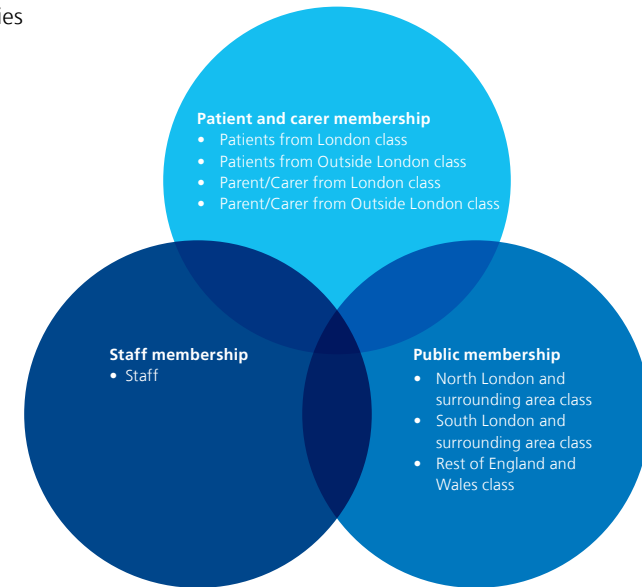 ies
Patient and carer membership
• Patients from London class
• Patients from Outside London class
• Parent/Carer from London class
• Parent/Carer from Outside London class
Staff membership
• Staff
Public membership
• North London and
surrounding area class
• South London and
surrounding area class
• Rest of England and
Wales class